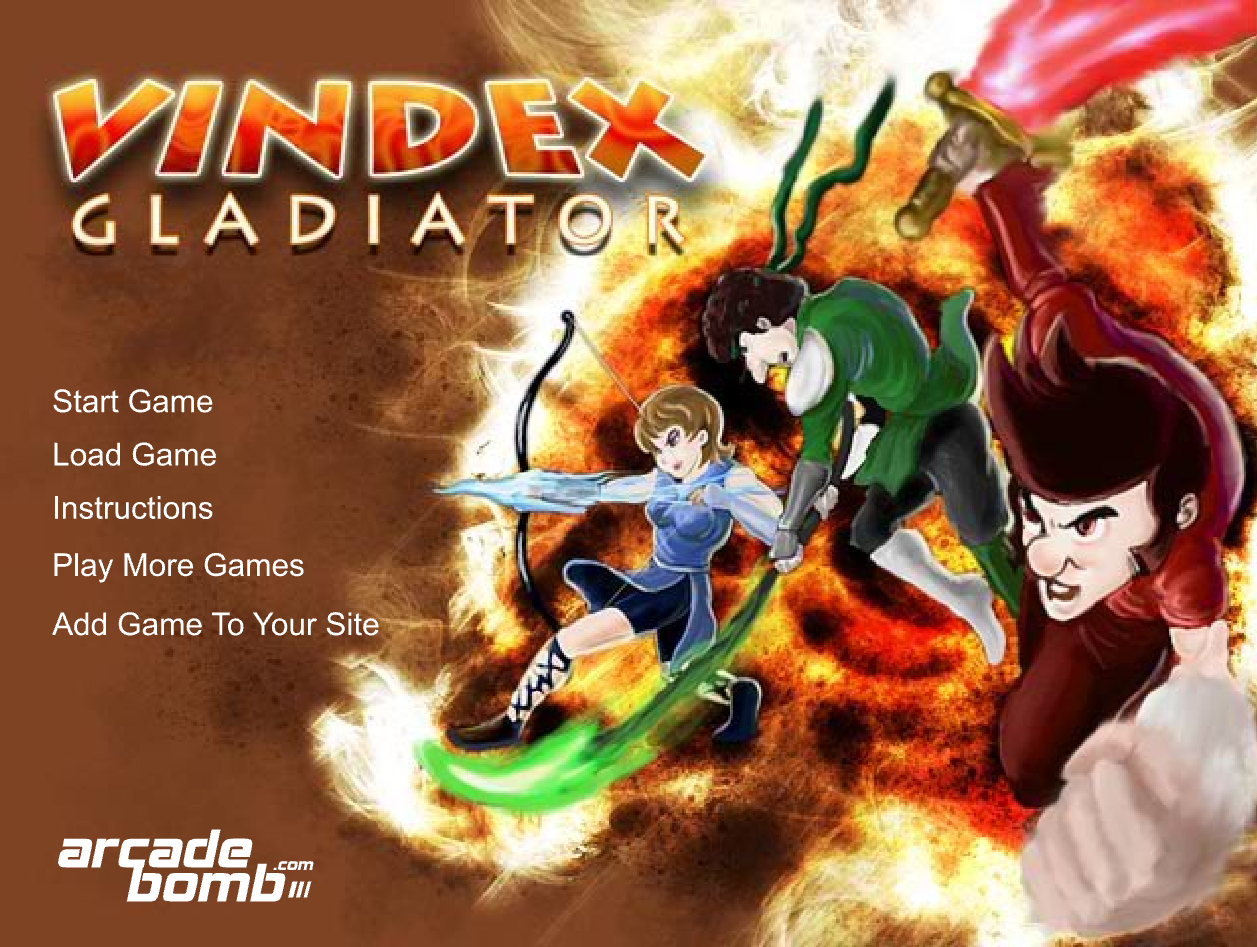 VINDEX
GLADIATOR
Start Game
Load Game
Instructions
Play More Games
Add Game To Your Site
arcade
.com
bomb